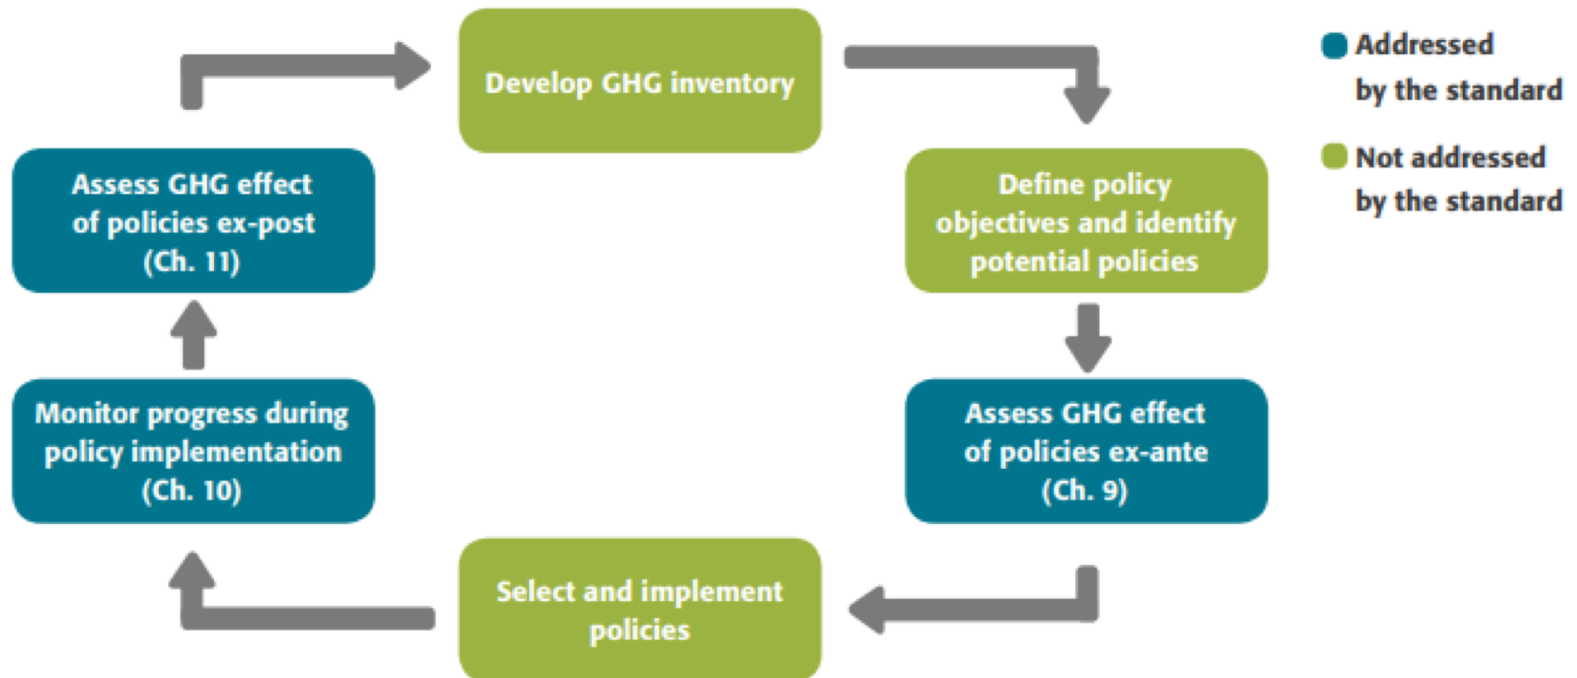 Develop GHG inventory
Define policy
objectives and identify
potential policies
Assess GHG effect
of policies ex-ante
(Ch. 9)
Select and implement
policies
Monitor progress during
policy implementation
(Ch. 10)
Assess GHG effect
of policies ex-post
(Ch. 11)
Addressed
by the standard
Not addressed
by the standard